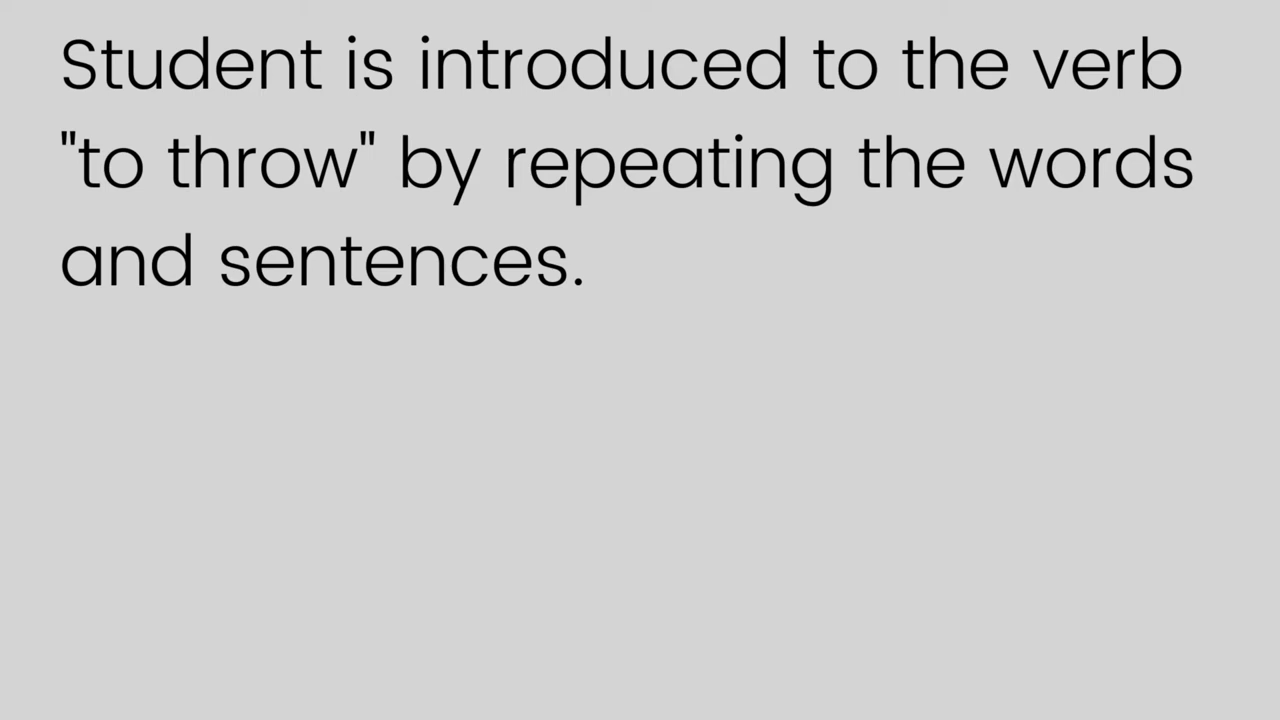 Student is introduced to the verb
"to throw" by repeating the words
and sentences.